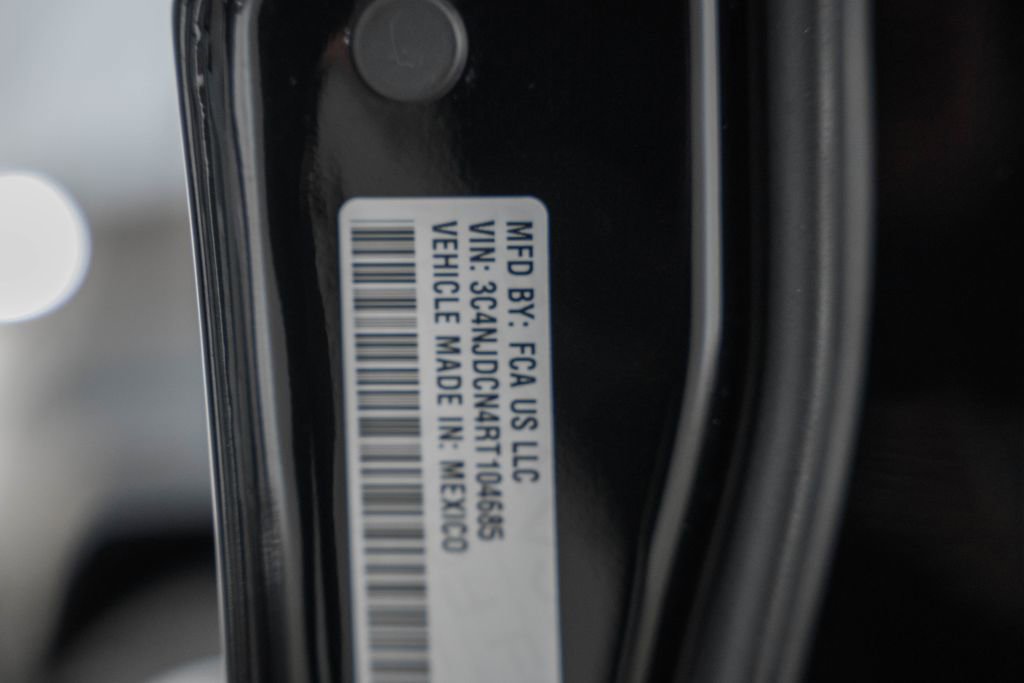 MFD BY: FCA US LLC
VIN: 3C4NJDCN4RT104685
VEHICLE MADE IN: MEXICO